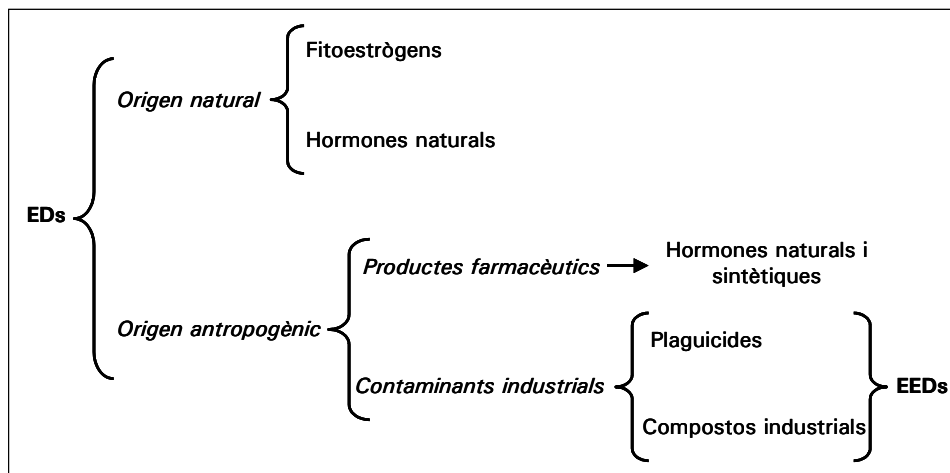 Fitoestrògens
Origen natural
Hormones naturals
EDs
Productes farmacèutics
Hormones naturals i
sintètiques
Origen antropogènic
Plaguicides
Contaminants industrials
EEDs
Compostos industrials